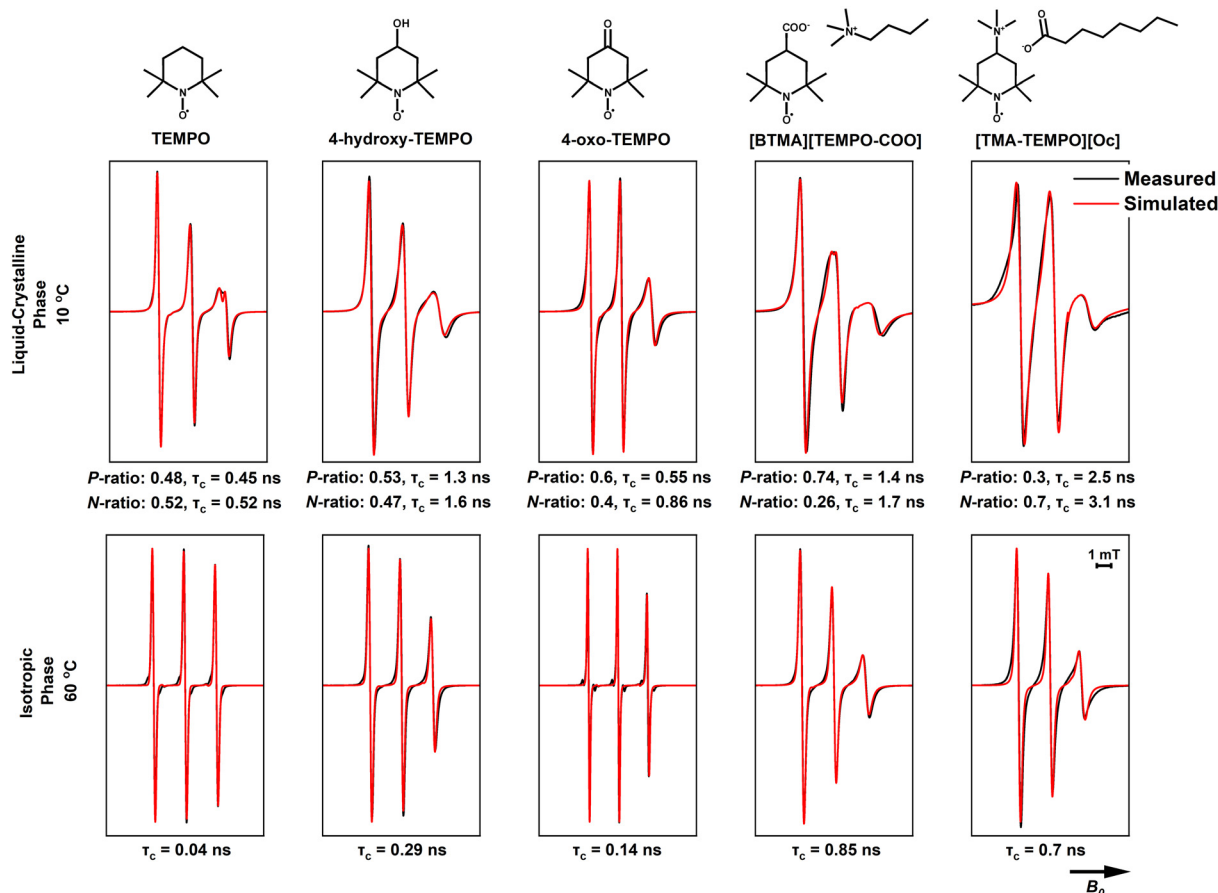 OH
O
COO⁻
N⁺
N⁺
O
⁻O
N
O•
N
O•
N
O•
N
O•
N
O•
TEMPO
4-hydroxy-TEMPO
4-oxo-TEMPO
[BTMA][TEMPO-COO]
[TMA-TEMPO][Oc]
Measured
Simulated
Liquid-Crystalline
Phase
10 °C
P-ratio: 0.48, τc = 0.45 ns
N-ratio: 0.52, τc = 0.52 ns
P-ratio: 0.53, τc = 1.3 ns
N-ratio: 0.47, τc = 1.6 ns
P-ratio: 0.6, τc = 0.55 ns
N-ratio: 0.4, τc = 0.86 ns
P-ratio: 0.74, τc = 1.4 ns
N-ratio: 0.26, τc = 1.7 ns
P-ratio: 0.3, τc = 2.5 ns
N-ratio: 0.7, τc = 3.1 ns
Isotropic
Phase
60 °C
1 mT
τc = 0.04 ns
τc = 0.29 ns
τc = 0.14 ns
τc = 0.85 ns
τc = 0.7 ns
B₀